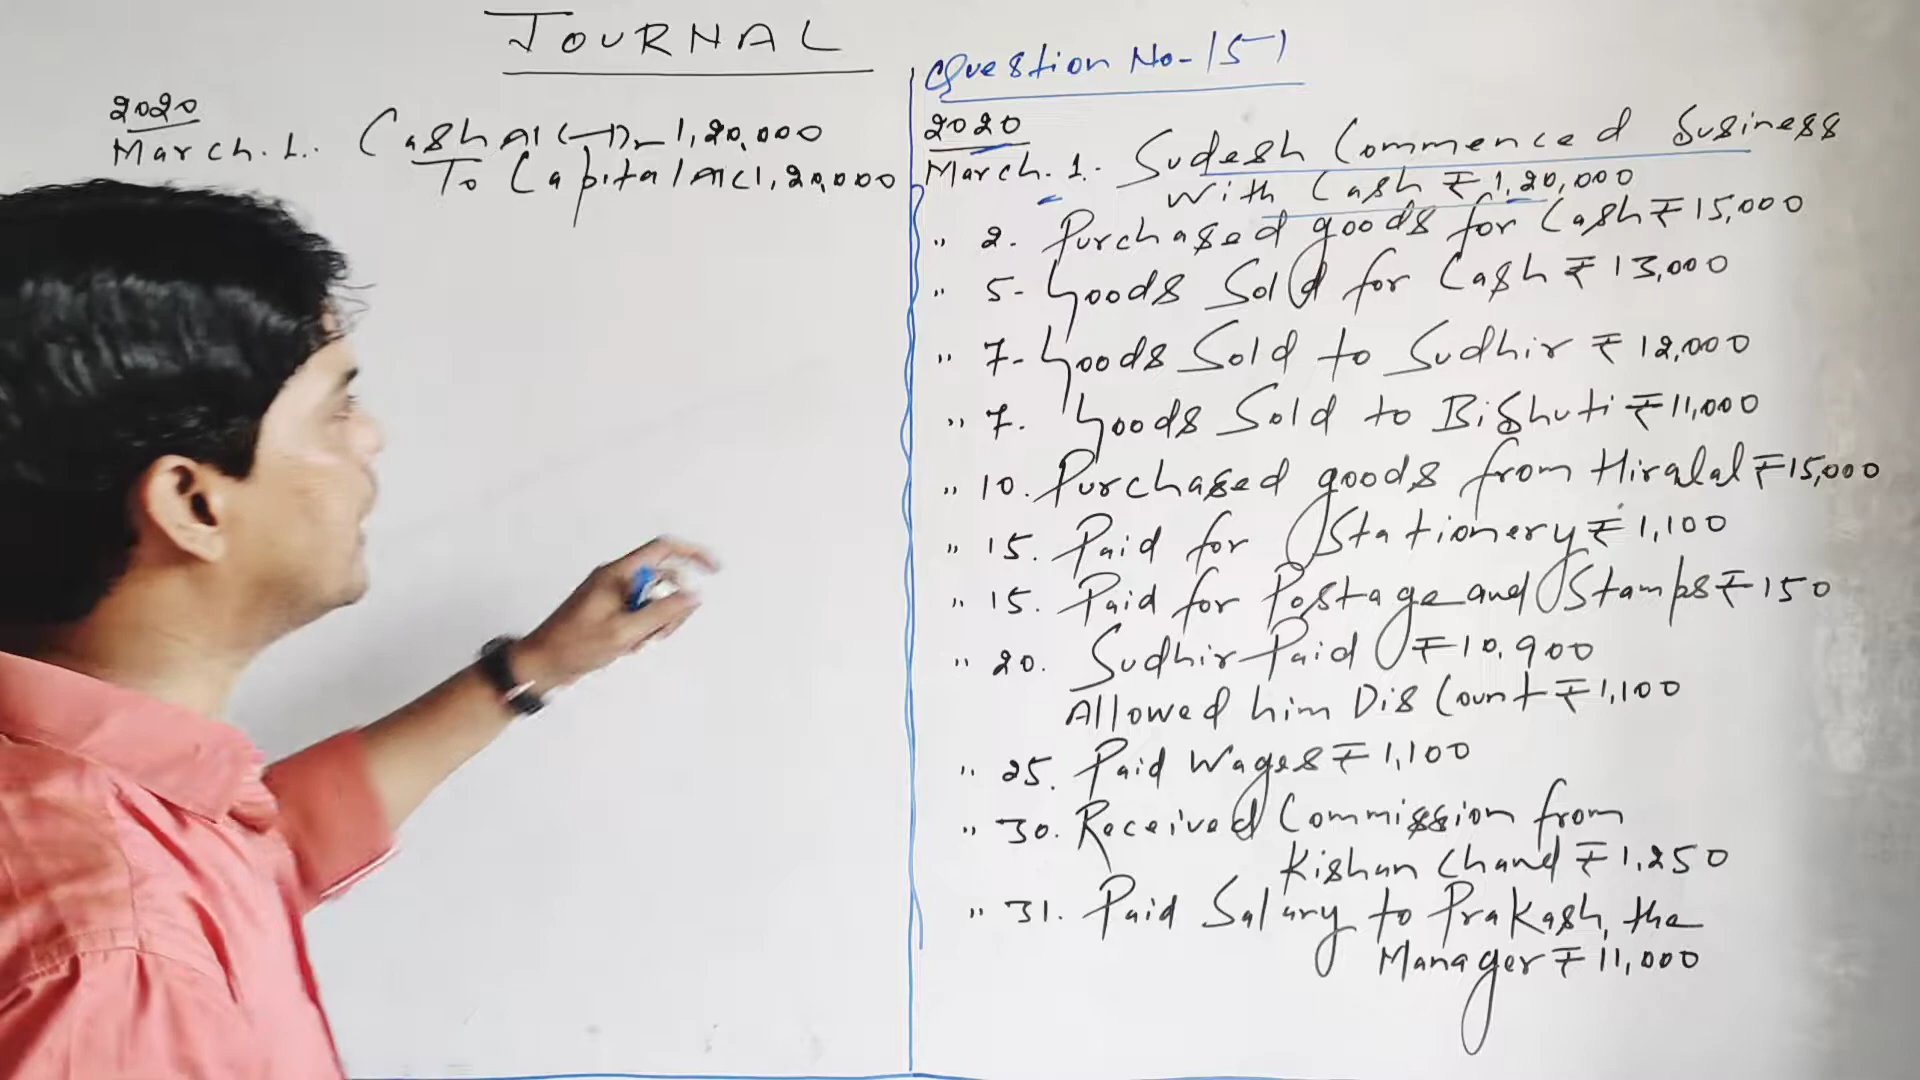 JOURNAL
2020
March. 1. Cash A/c (—) 1,20,000
To Capital A/c 1,20,000
Question No-15
2020
March. 1. Sudesh Commenced business
With Cash ₹ 1,20,000
" 2. Purchased goods for Cash ₹ 15,000
" 5- Goods Sold for Cash ₹ 13,000
" 7- Goods Sold to Sudhir ₹ 12,000
" 7. Goods Sold to Bibhuti ₹ 11,000
" 10. Purchased goods from Hiralal ₹ 15,000
" 15. Paid for Stationery ₹ 1,100
" 15. Paid for Postage and Stamps ₹ 150
" 20. Sudhir Paid ₹ 10,900
Allowed him Discount ₹ 1,100
" 25. Paid Wages ₹ 1,100
" 30. Received Commission from
Kishan Chand ₹ 1,250
" 31. Paid Salary to Prakash, the
Manager ₹ 11,000